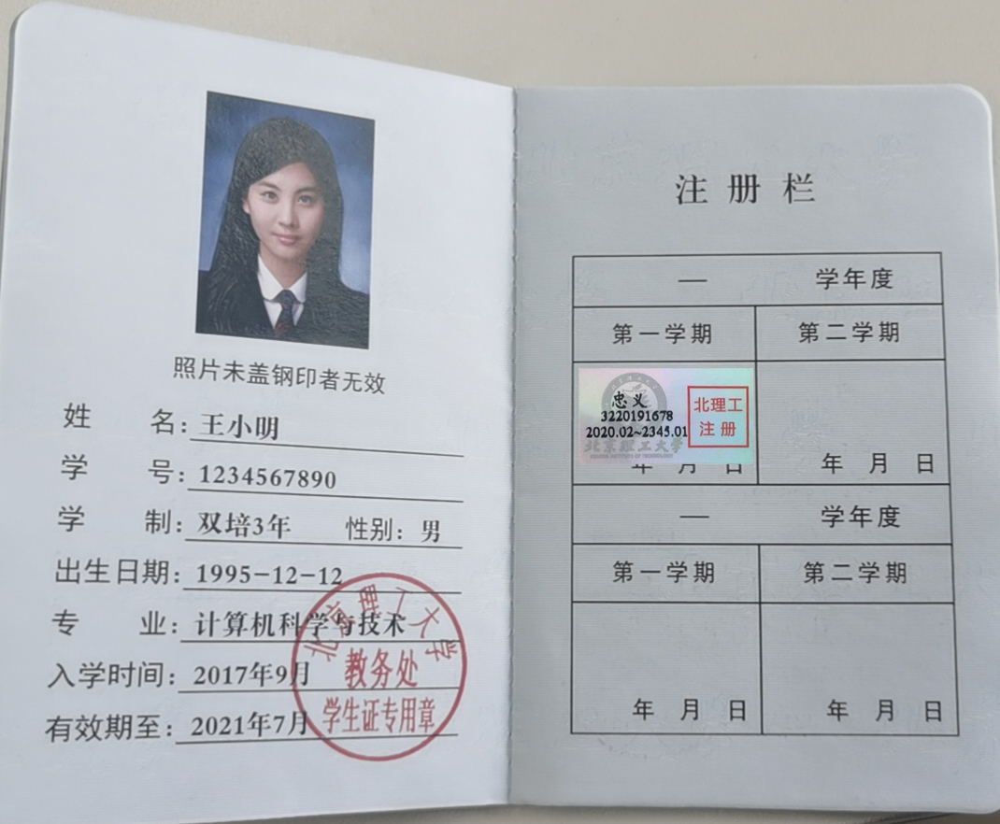 照片未盖钢印者无效
姓 名：王小明
学 号：1234567890
学 制：双培3年 性别：男
出生日期：1995-12-12
专 业：计算机科学与技术
入学时间：2017年9月
有效期至：2021年7月
北京理工大学
教务处
学生证专用章
注册栏
— 学年度
第一学期 第二学期
忠义
3220191678
2020.02~2345.01
北理工
注册
北京理工大学
年 月 日 年 月 日
— 学年度
第一学期 第二学期
年 月 日 年 月 日